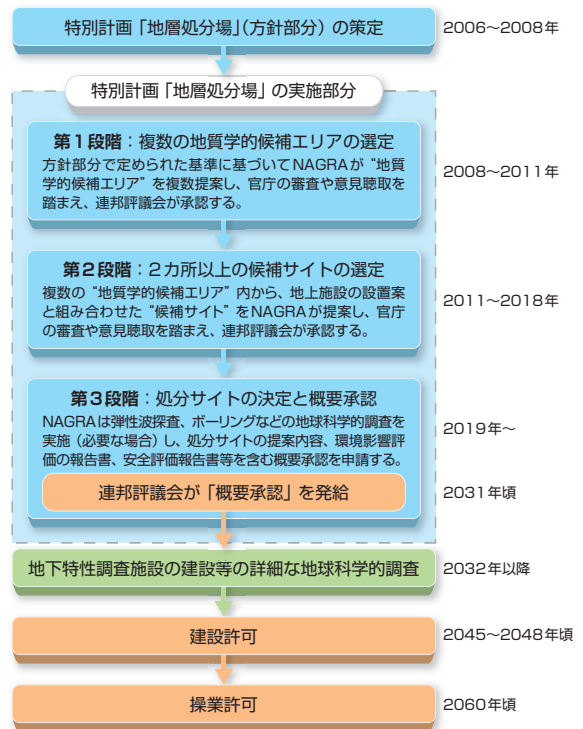 特別計画「地層処分場」（方針部分）の策定
2006～2008年
特別計画「地層処分場」の実施部分
第1段階：複数の地質学的候補エリアの選定
方針部分で定められた基準に基づいてNAGRAが“地質
学的候補エリア”を複数提案し、官庁の審査や意見聴取を
踏まえ、連邦評議会が承認する。
2008～2011年
第2段階：2カ所以上の候補サイトの選定
複数の“地質学的候補エリア”内から、地上施設の設置案
と組み合わせた“候補サイト”をNAGRAが提案し、官庁
の審査や意見聴取を踏まえ、連邦評議会が承認する。
2011～2018年
第3段階：処分サイトの決定と概要承認
NAGRAは弾性波探査、ボーリングなどの地球科学的調査を
実施（必要な場合）し、処分サイトの提案内容、環境影響評
価の報告書、安全評価報告書等を含む概要承認を申請する。
2019年～
連邦評議会が「概要承認」を発給
2031年頃
地下特性調査施設の建設等の詳細な地球科学的調査
2032年以降
建設許可
2045～2048年頃
操業許可
2060年頃